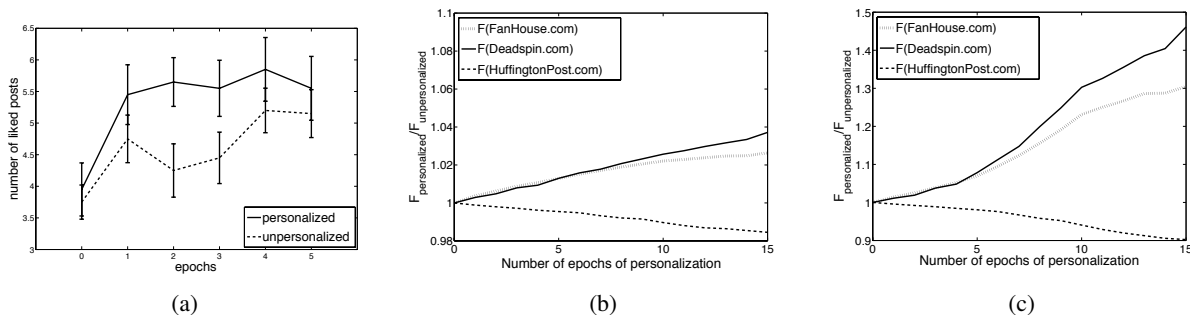 6.5
6
5.5
5
4.5
4
3.5
3
0
1
2
3
4
5
number of liked posts
epochs
personalized
unpersonalized
(a)
1.1
1.08
1.06
1.04
1.02
1
0.98
0
5
10
15
F(FanHouse.com)
F(Deadspin.com)
F(HuffingtonPost.com)
F_personalized/F_unpersonalized
Number of epochs of personalization
(b)
1.5
1.4
1.3
1.2
1.1
1
0.9
0
5
10
15
F(FanHouse.com)
F(Deadspin.com)
F(HuffingtonPost.com)
F_personalized/F_unpersonalized
Number of epochs of personalization
(c)